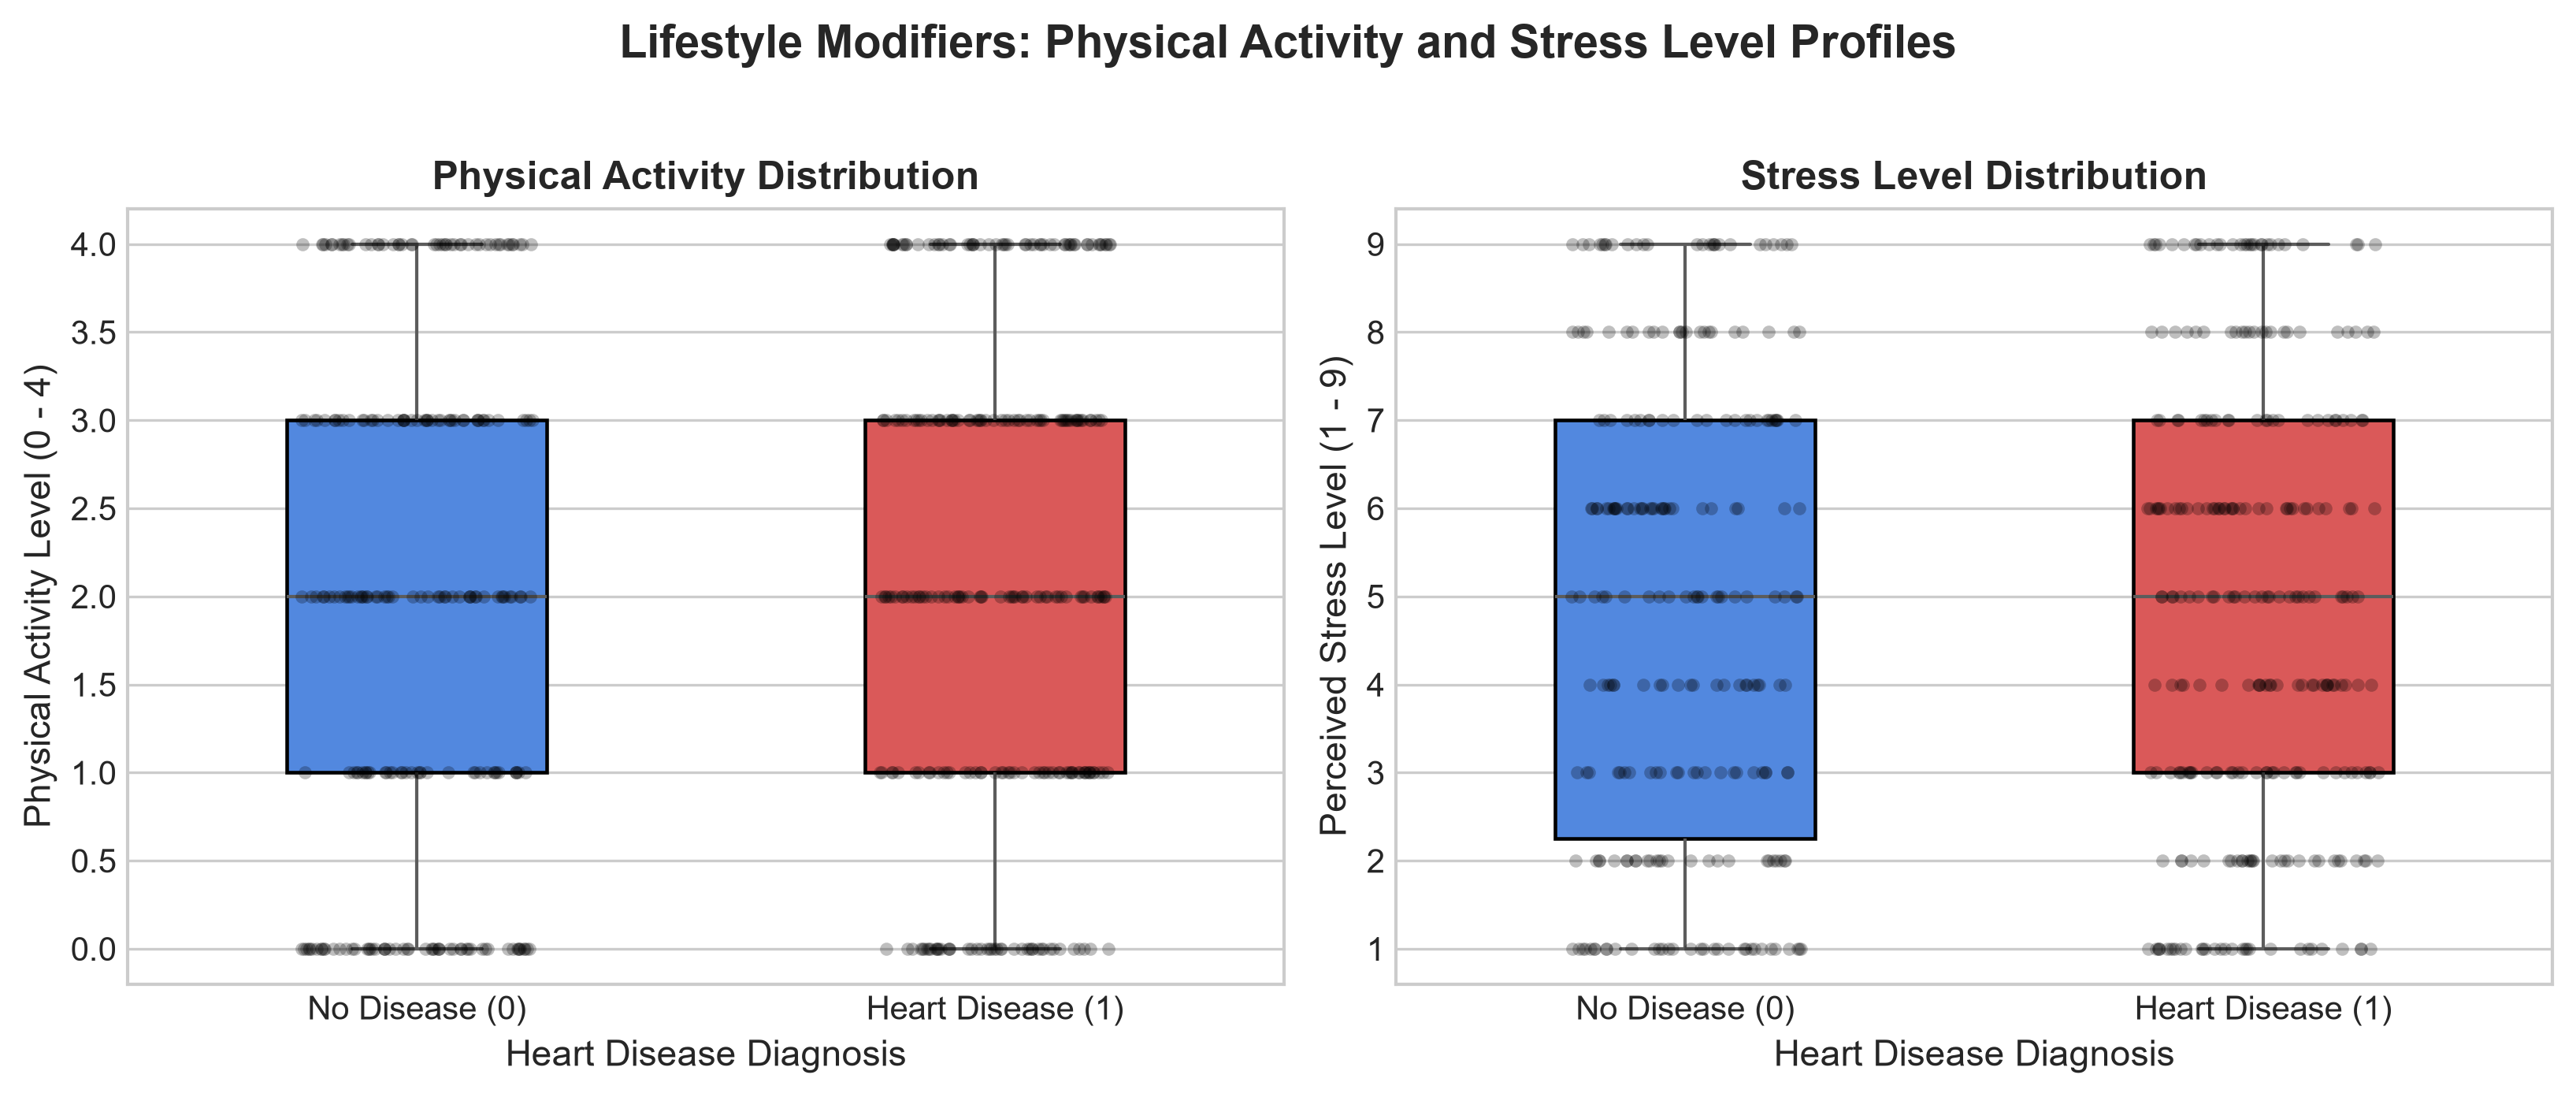 Lifestyle Modifiers: Physical Activity and Stress Level Profiles
Physical Activity Distribution
Physical Activity Level (0 - 4)
4.0
3.5
3.0
2.5
2.0
1.5
1.0
0.5
0.0
No Disease (0)
Heart Disease (1)
Heart Disease Diagnosis
Stress Level Distribution
Perceived Stress Level (1 - 9)
9
8
7
6
5
4
3
2
1
No Disease (0)
Heart Disease (1)
Heart Disease Diagnosis